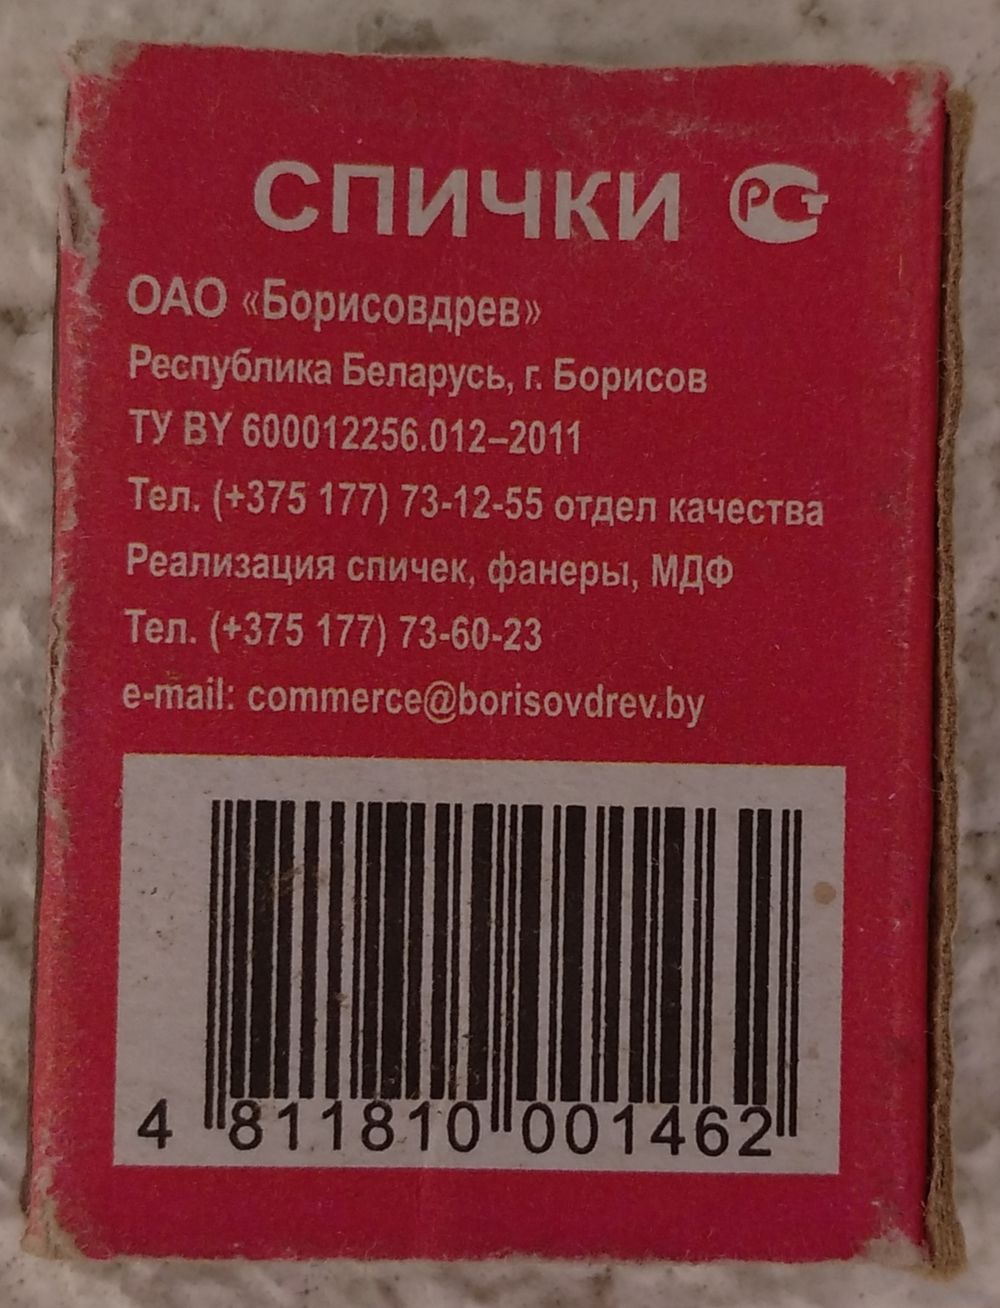 СПИЧКИ РСТ
ОАО «Борисовдрев»
Республика Беларусь, г. Борисов
ТУ BY 600012256.012–2011
Тел. (+375 177) 73-12-55 отдел качества
Реализация спичек, фанеры, МДФ
Тел. (+375 177) 73-60-23
e-mail: commerce@borisovdrev.by
4 811810 001462